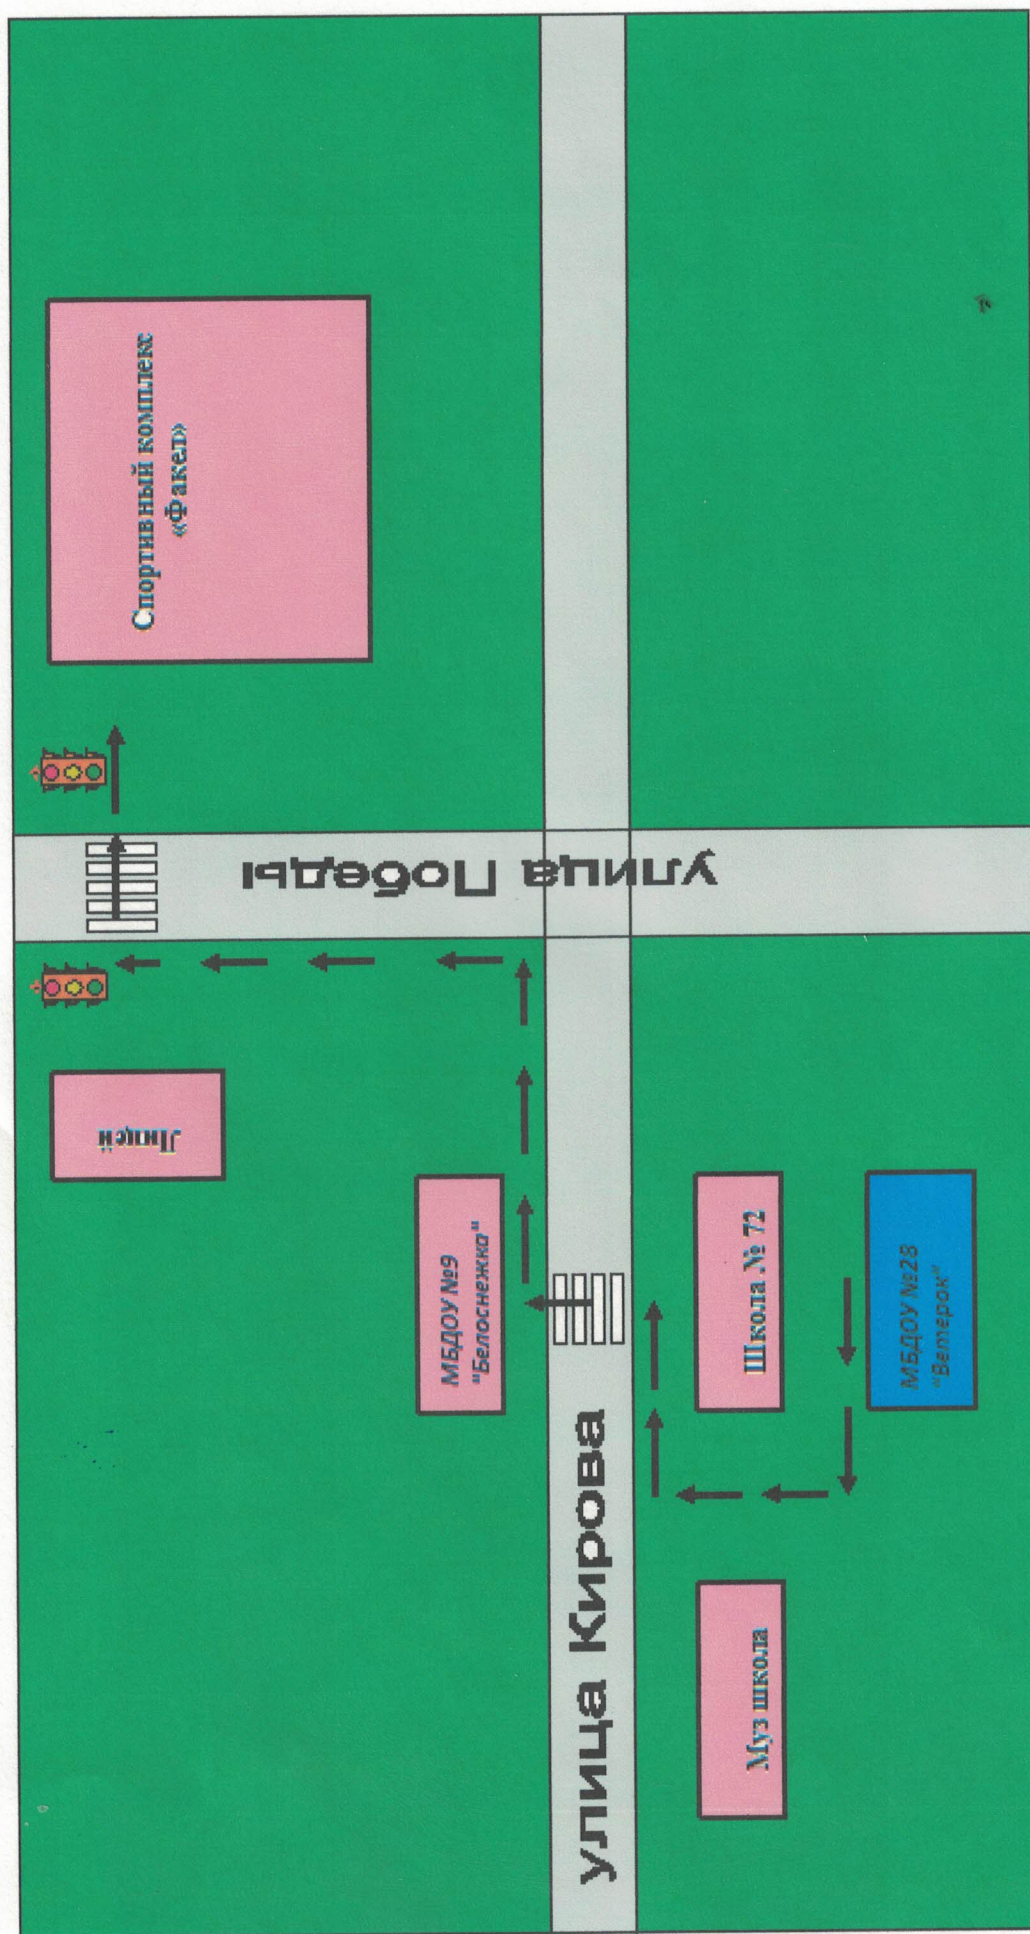 Спортивный комплекс
«Факел»
улица Победы
Лицей
МБДОУ №9
"Белоснежка"
Школа № 72
МБДОУ №28
"Ветерок"
улица Кирова
Муз школа